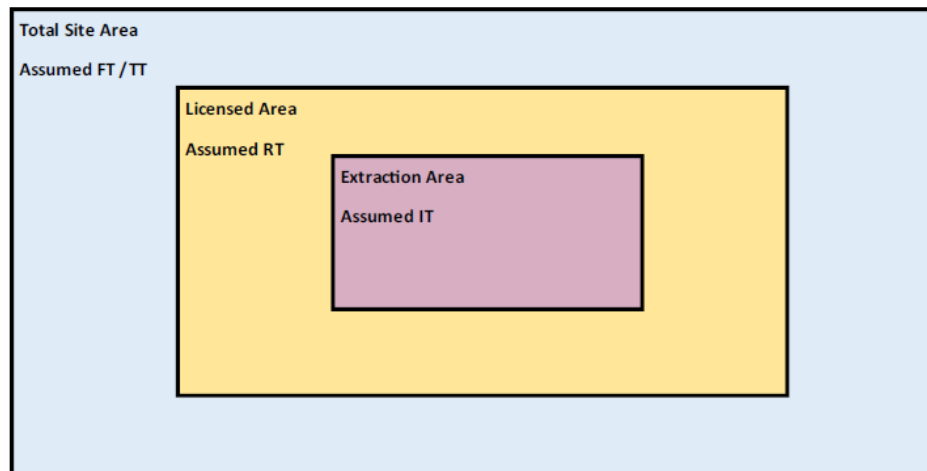 Total Site Area
Assumed FT / TT
Licensed Area
Assumed RT
Extraction Area
Assumed IT